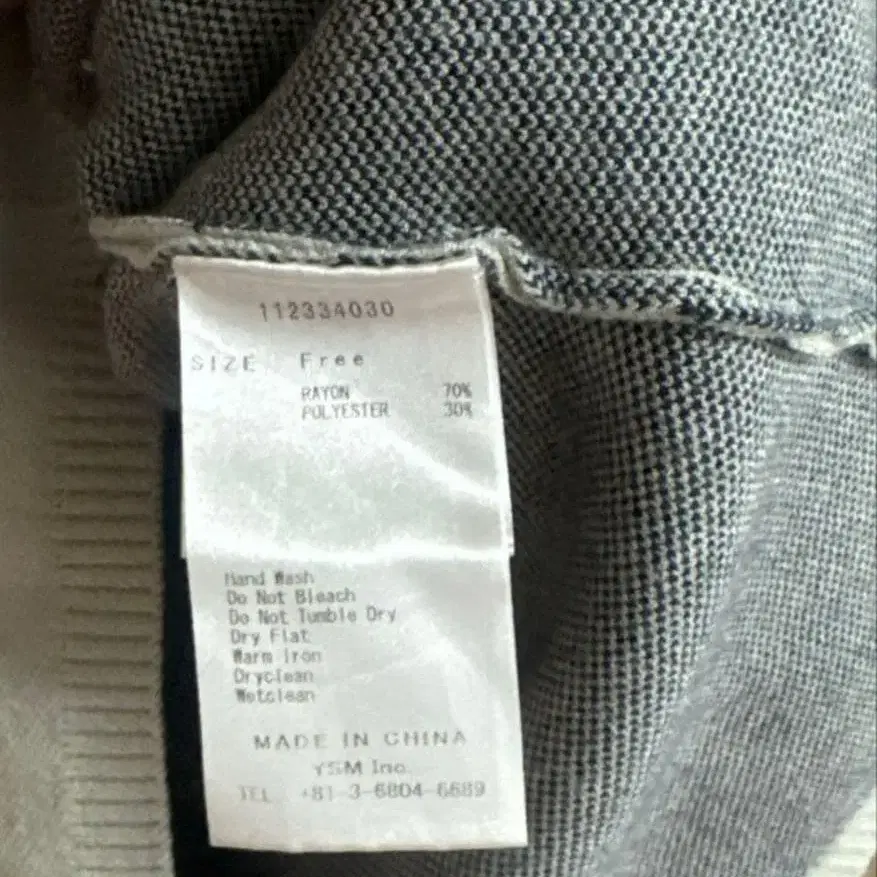 112334030
SIZE Free
RAYON 70%
POLYESTER 30%
Hand Wash
Do Not Bleach
Do Not Tumble Dry
Dry Flat
Warm Iron
Dryclean
Wetclean
MADE IN CHINA
YSM Inc.
TEL +81-3-6804-6689